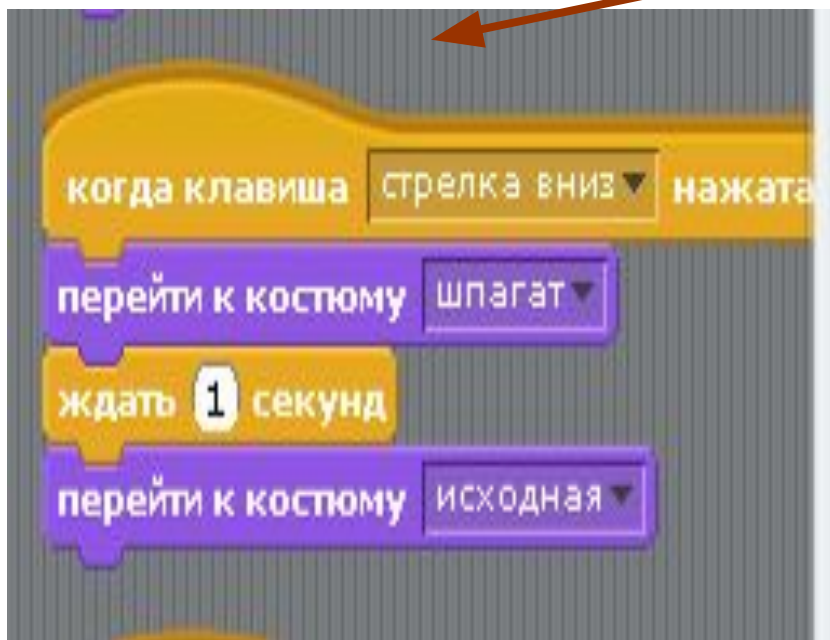 когда клавиша стрелка вниз нажата
перейти к костюму шпагат
ждать 1 секунд
перейти к костюму исходная